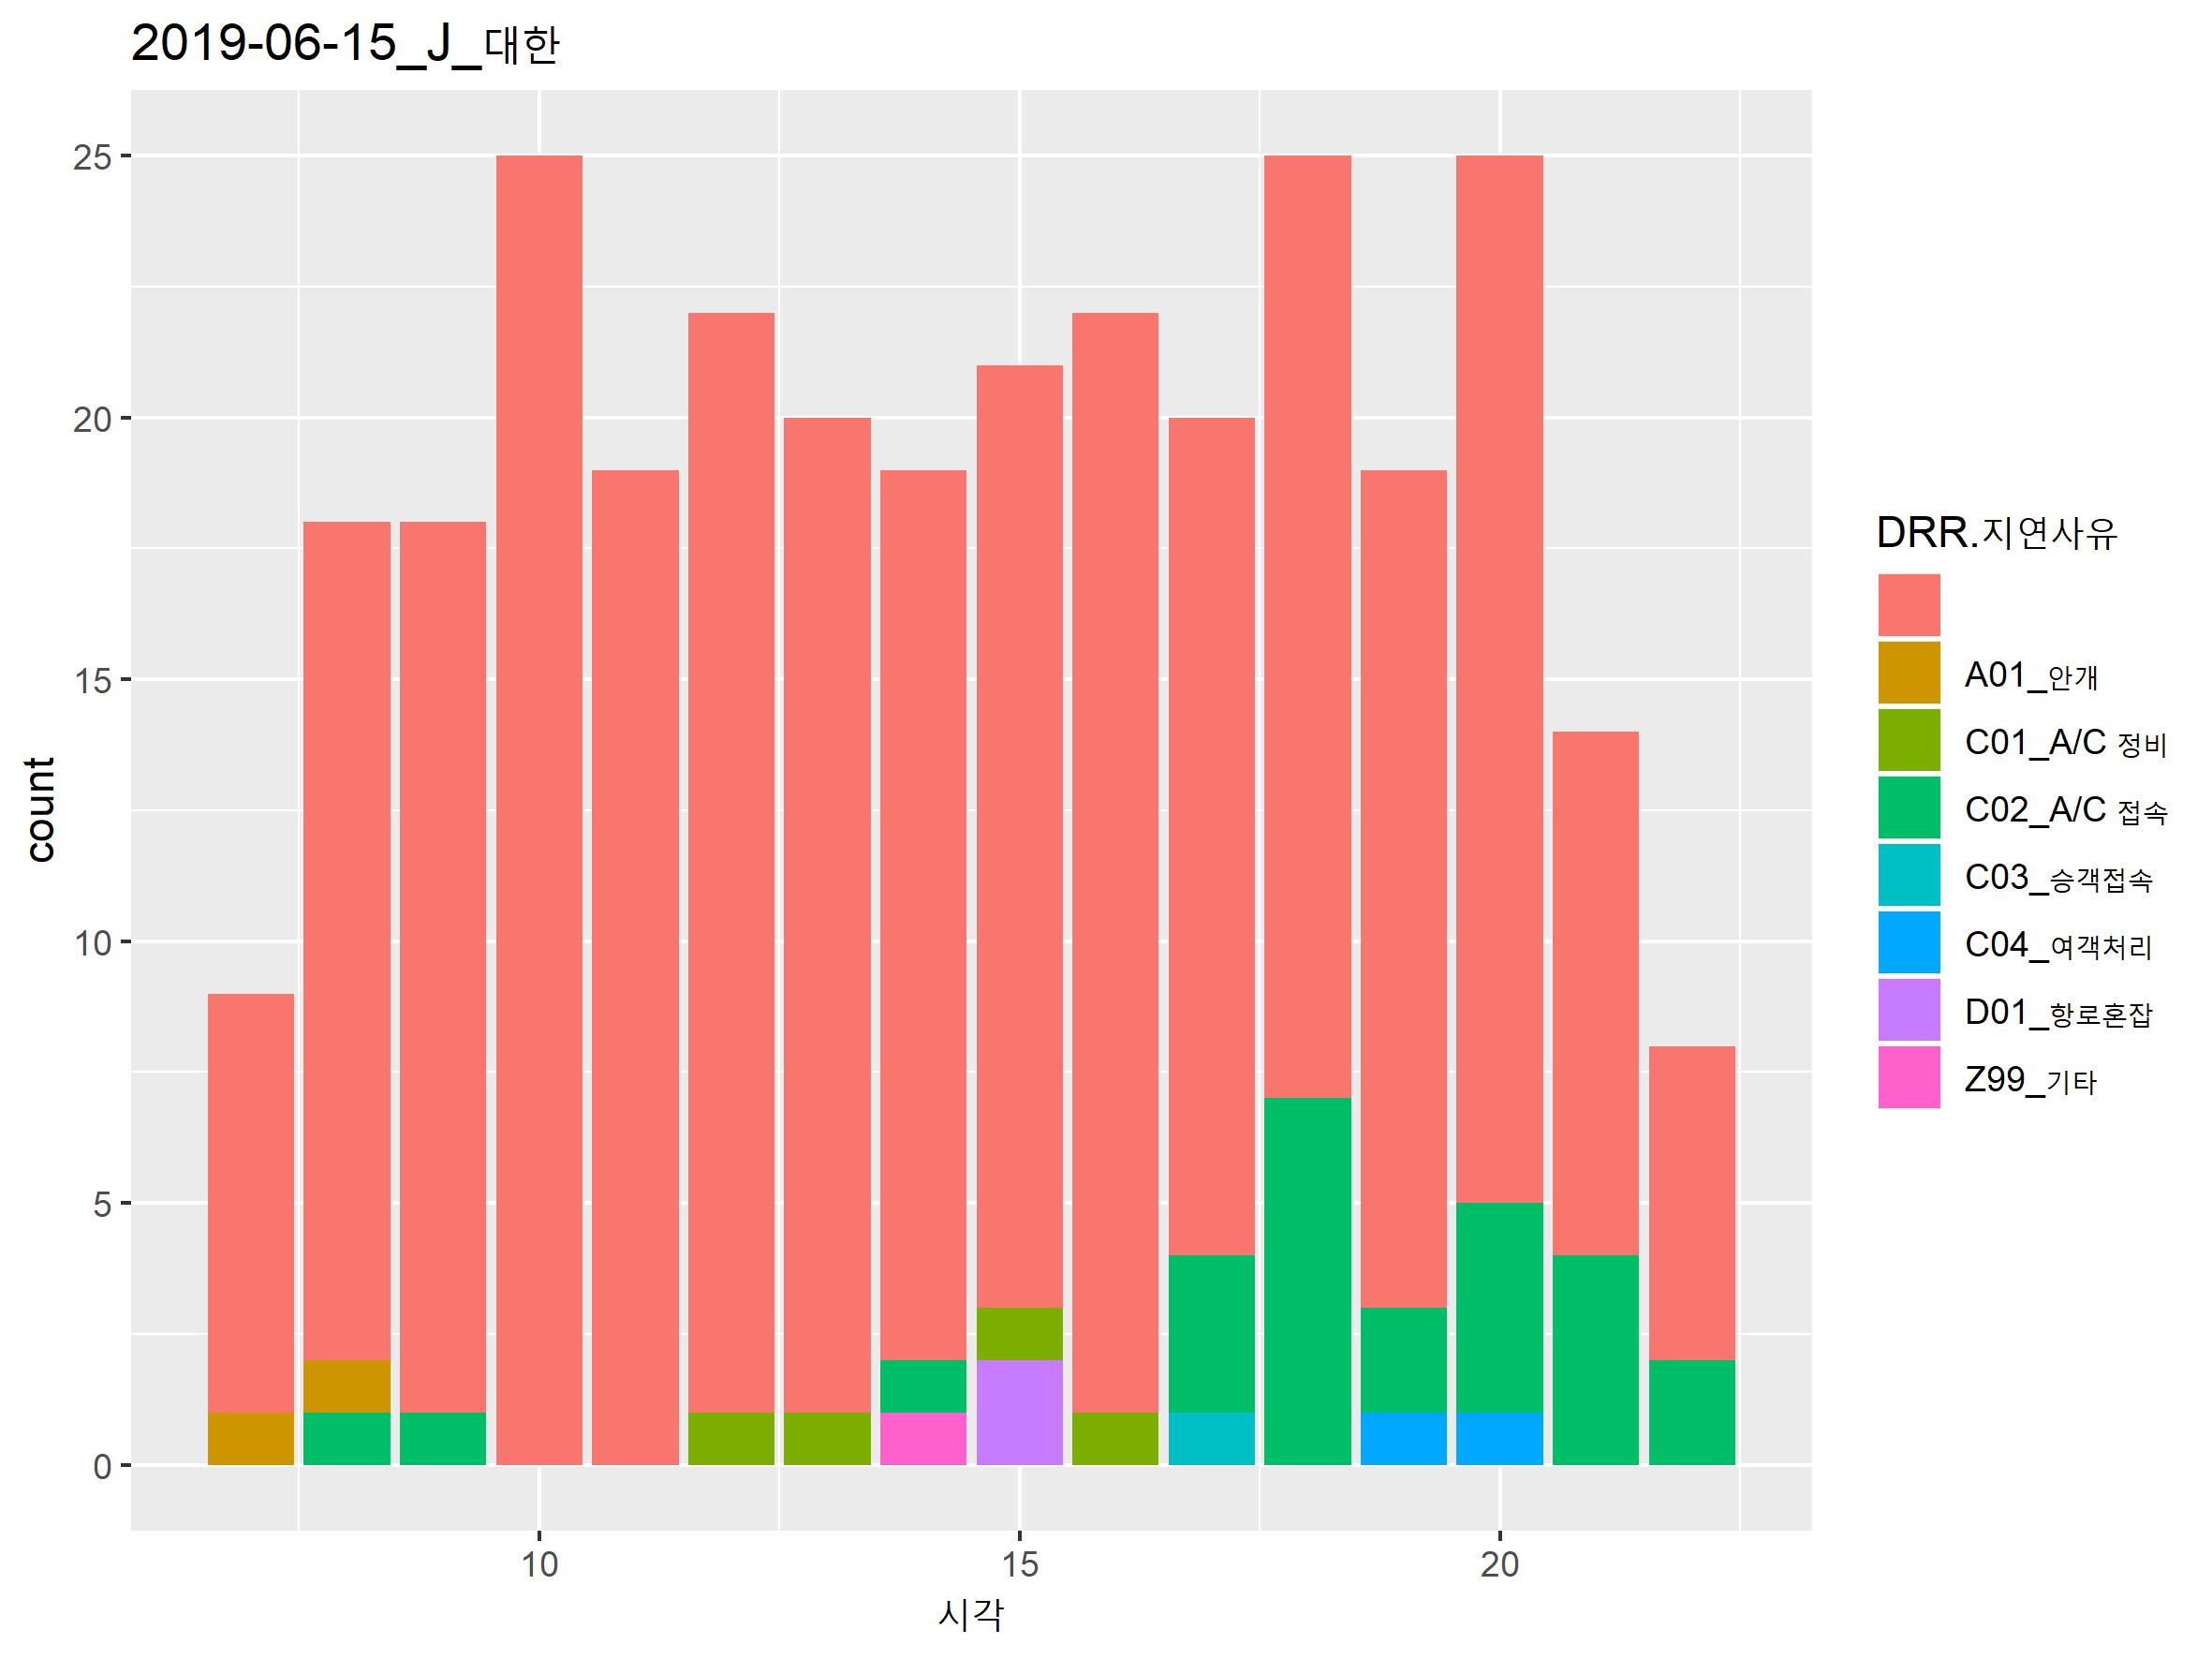 2019-06-15_J_대한
25
20
15
10
5
0
count
10
15
20
시각
DRR.지연사유
A01_안개
C01_A/C 정비
C02_A/C 접속
C03_승객접속
C04_여객처리
D01_항로혼잡
Z99_기타